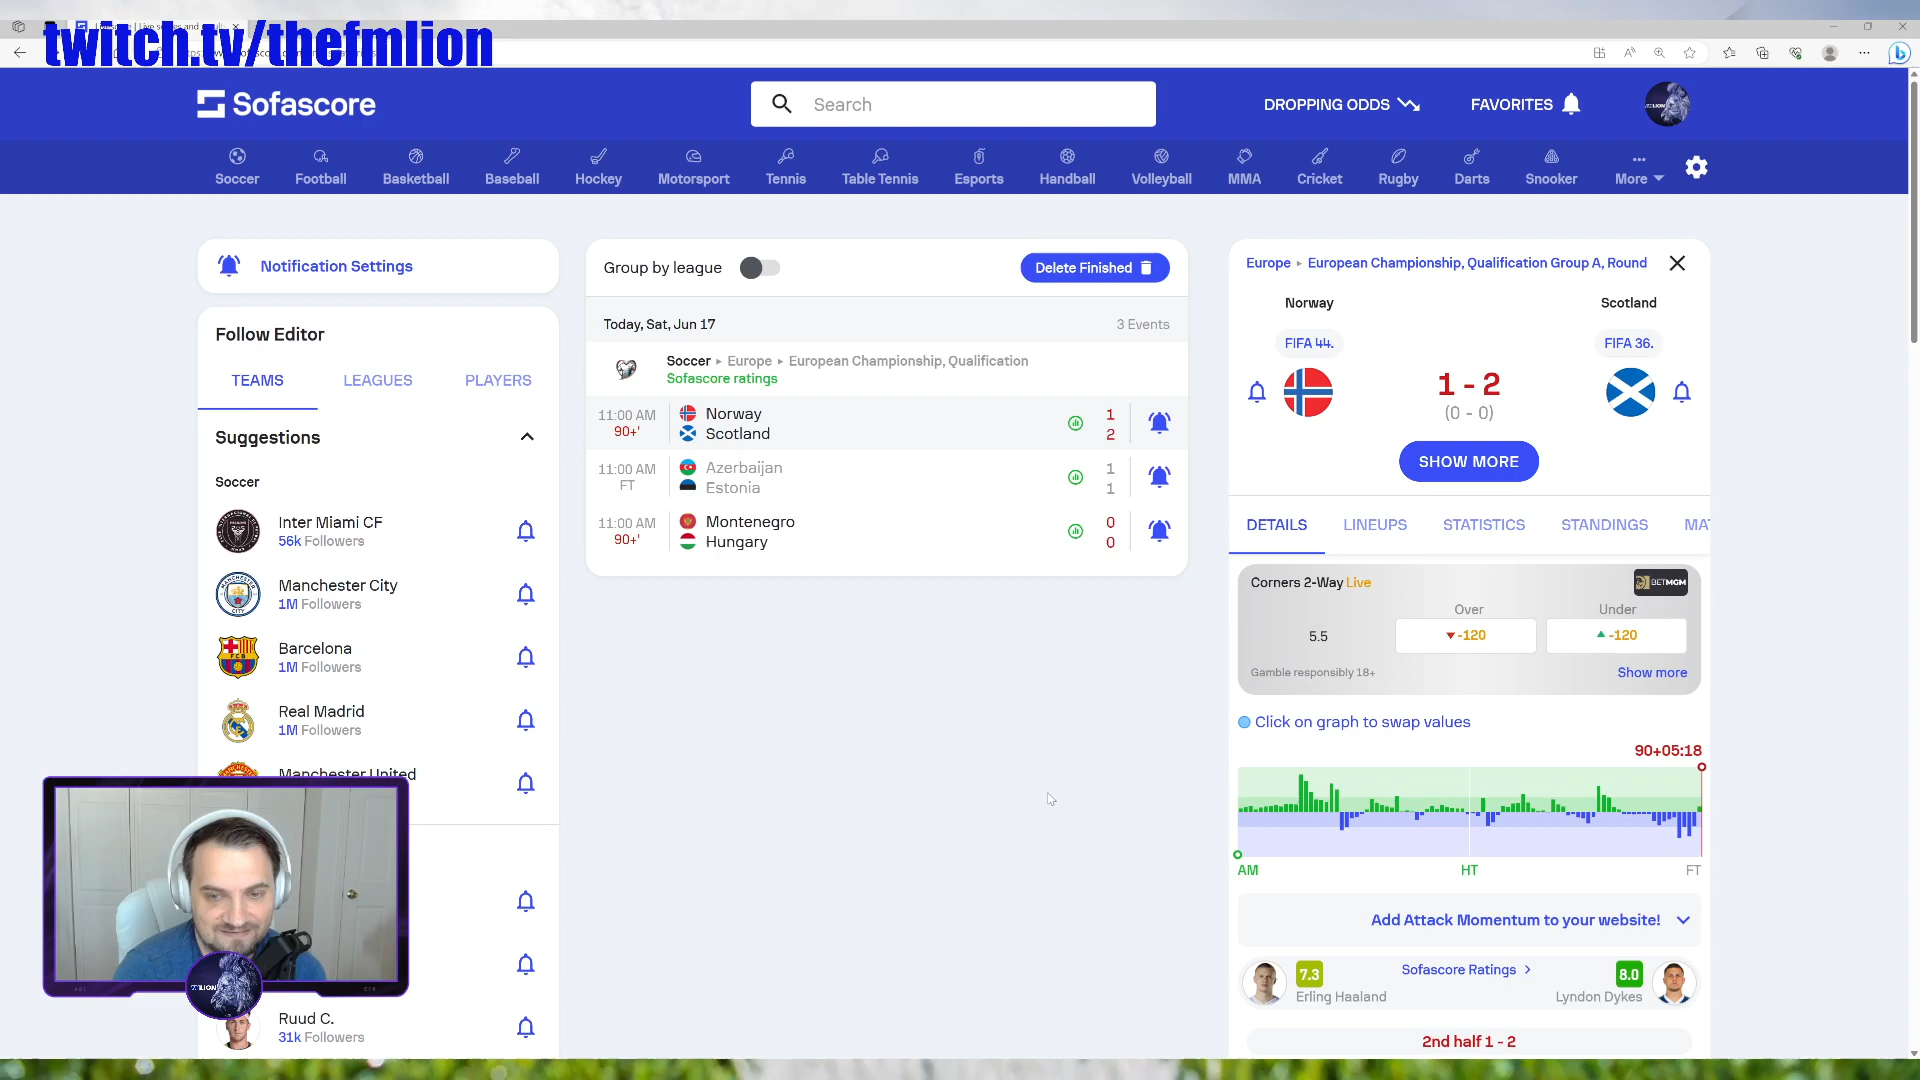 twitch.tv/thefmlion
Sofascore
Search
DROPPING ODDS
FAVORITES
Soccer
Football
Basketball
Baseball
Hockey
Motorsport
Tennis
Table Tennis
Esports
Handball
Volleyball
MMA
Cricket
Rugby
Darts
Snooker
More
Notification Settings
Follow Editor
TEAMS
LEAGUES
PLAYERS
Suggestions
Soccer
Inter Miami CF
56k Followers
Manchester City
1M Followers
Barcelona
1M Followers
Real Madrid
1M Followers
Manchester United
Ruud C.
31k Followers
Group by league
Delete Finished
Today, Sat, Jun 17
3 Events
Soccer ▸ Europe ▸ European Championship, Qualification
Sofascore ratings
11:00 AM Norway 1
90+' Scotland 2
11:00 AM Azerbaijan 1
FT Estonia 1
11:00 AM Montenegro 0
90+' Hungary 0
Europe ▸ European Championship, Qualification Group A, Round
Norway
Scotland
FIFA 44.
FIFA 36.
1 - 2
(0 - 0)
SHOW MORE
DETAILS
LINEUPS
STATISTICS
STANDINGS
MAT
Corners 2-Way Live
BETMGM
Over
Under
5.5
-120
-120
Gamble responsibly 18+
Show more
Click on graph to swap values
90+05:18
AM
HT
FT
Add Attack Momentum to your website!
7.3
Erling Haaland
Sofascore Ratings
8.0
Lyndon Dykes
2nd half 1 - 2